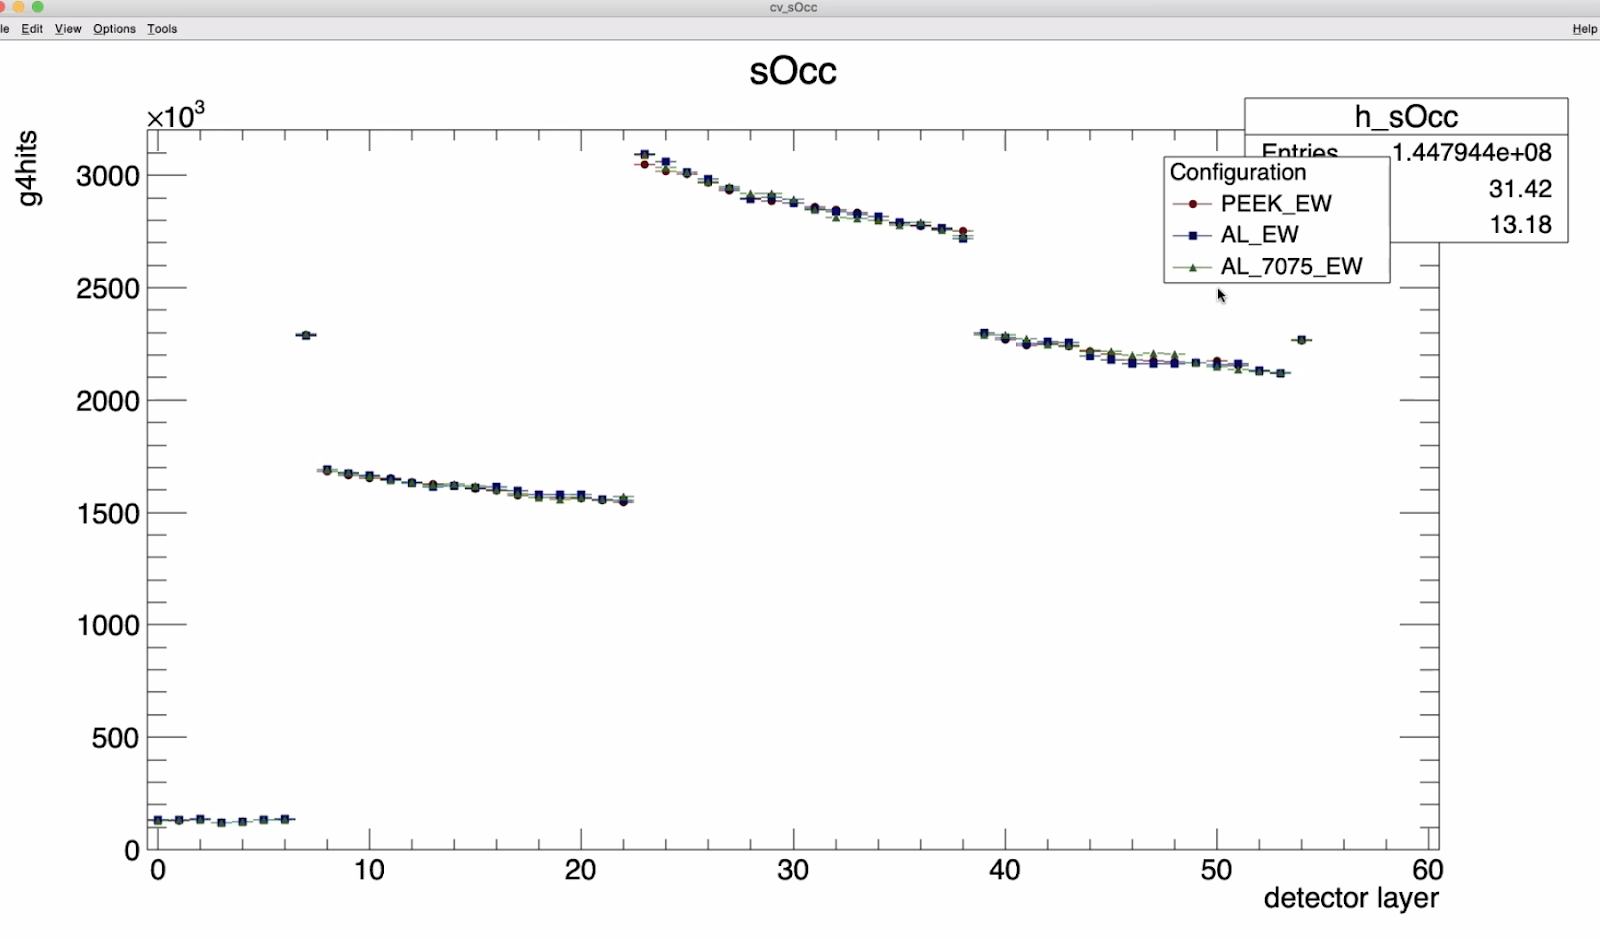 cv_sOcc
le Edit View Options Tools Help
sOcc
×10³
g4hits
h_sOcc
Entries 1.447944e+08
31.42
13.18
Configuration
PEEK_EW
AL_EW
AL_7075_EW
3000
2500
2000
1500
1000
500
0
0 10 20 30 40 50 60
detector layer